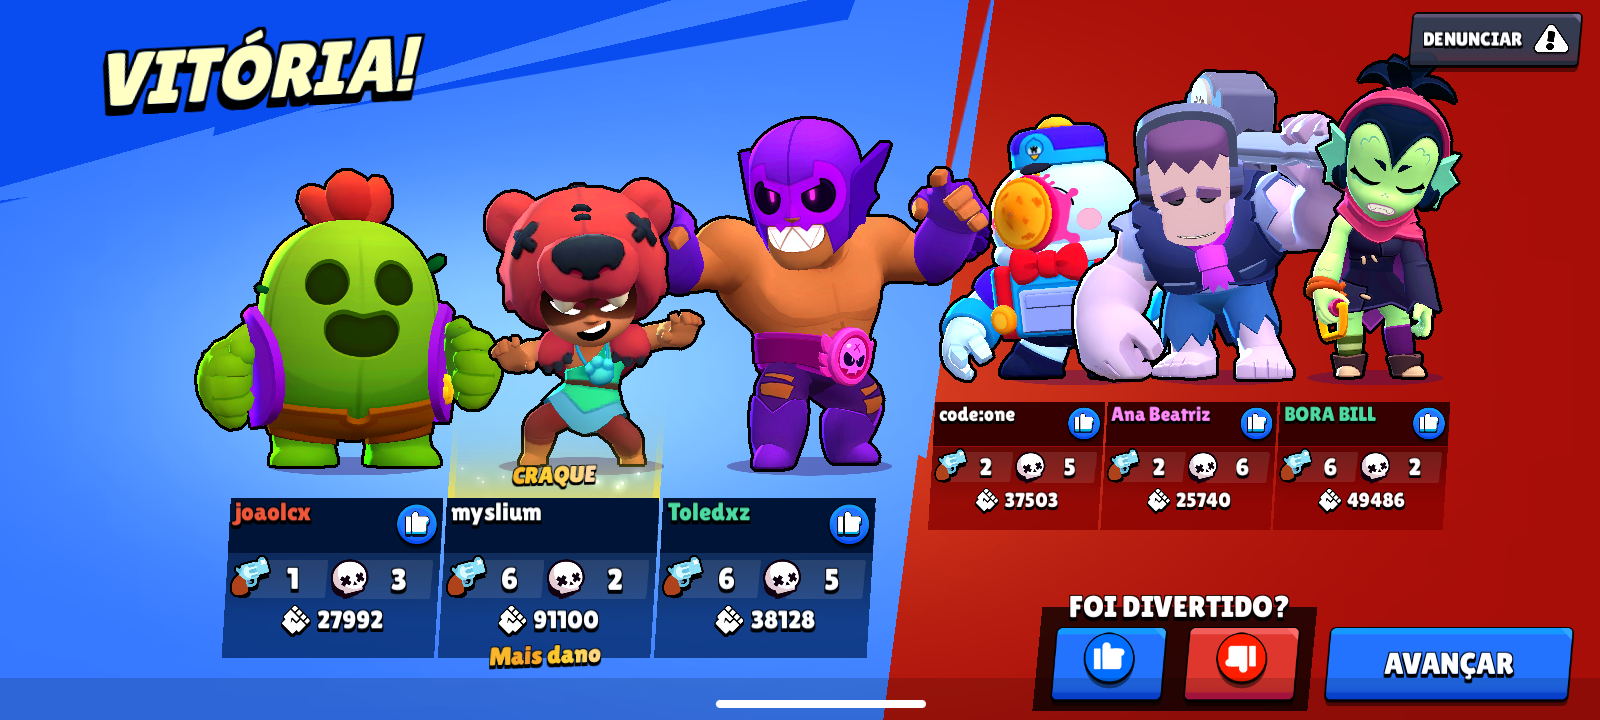 VITÓRIA!
DENUNCIAR
CRAQUE
joaolcx
1 3
27992
myslium
6 2
91100
Mais dano
Toledxz
6 5
38128
code:one
2 5
37503
Ana Beatriz
2 6
25740
BORA BILL
6 2
49486
FOI DIVERTIDO?
AVANÇAR